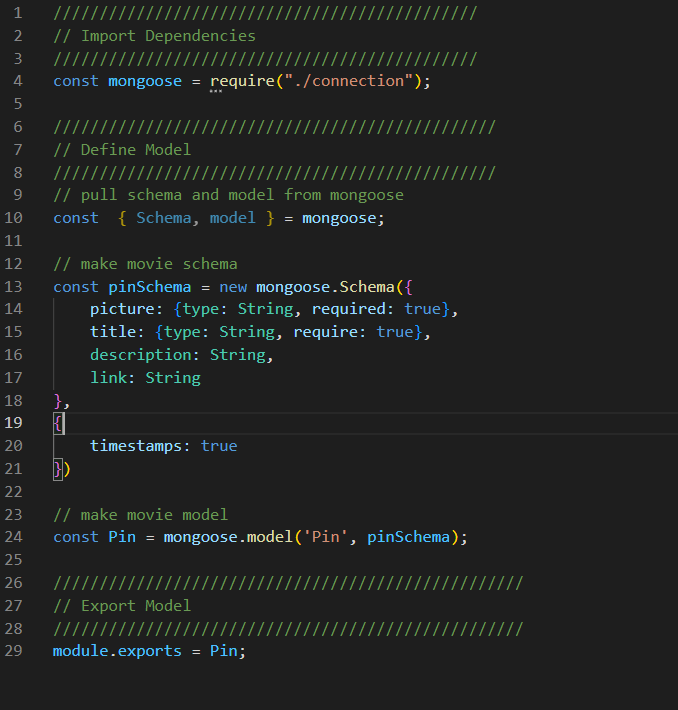 1 //////////////////////////////////////////////
2 // Import Dependencies
3 //////////////////////////////////////////////
4 const mongoose = require("./connection");
5
6 ////////////////////////////////////////////////
7 // Define Model
8 ////////////////////////////////////////////////
9 // pull schema and model from mongoose
10 const  { Schema, model } = mongoose;
11
12 // make movie schema
13 const pinSchema = new mongoose.Schema({
14     picture: {type: String, required: true},
15     title: {type: String, require: true},
16     description: String,
17     link: String
18 },
19 {
20     timestamps: true
21 })
22
23 // make movie model
24 const Pin = mongoose.model('Pin', pinSchema);
25
26 ///////////////////////////////////////////////////
27 // Export Model
28 ///////////////////////////////////////////////////
29 module.exports = Pin;